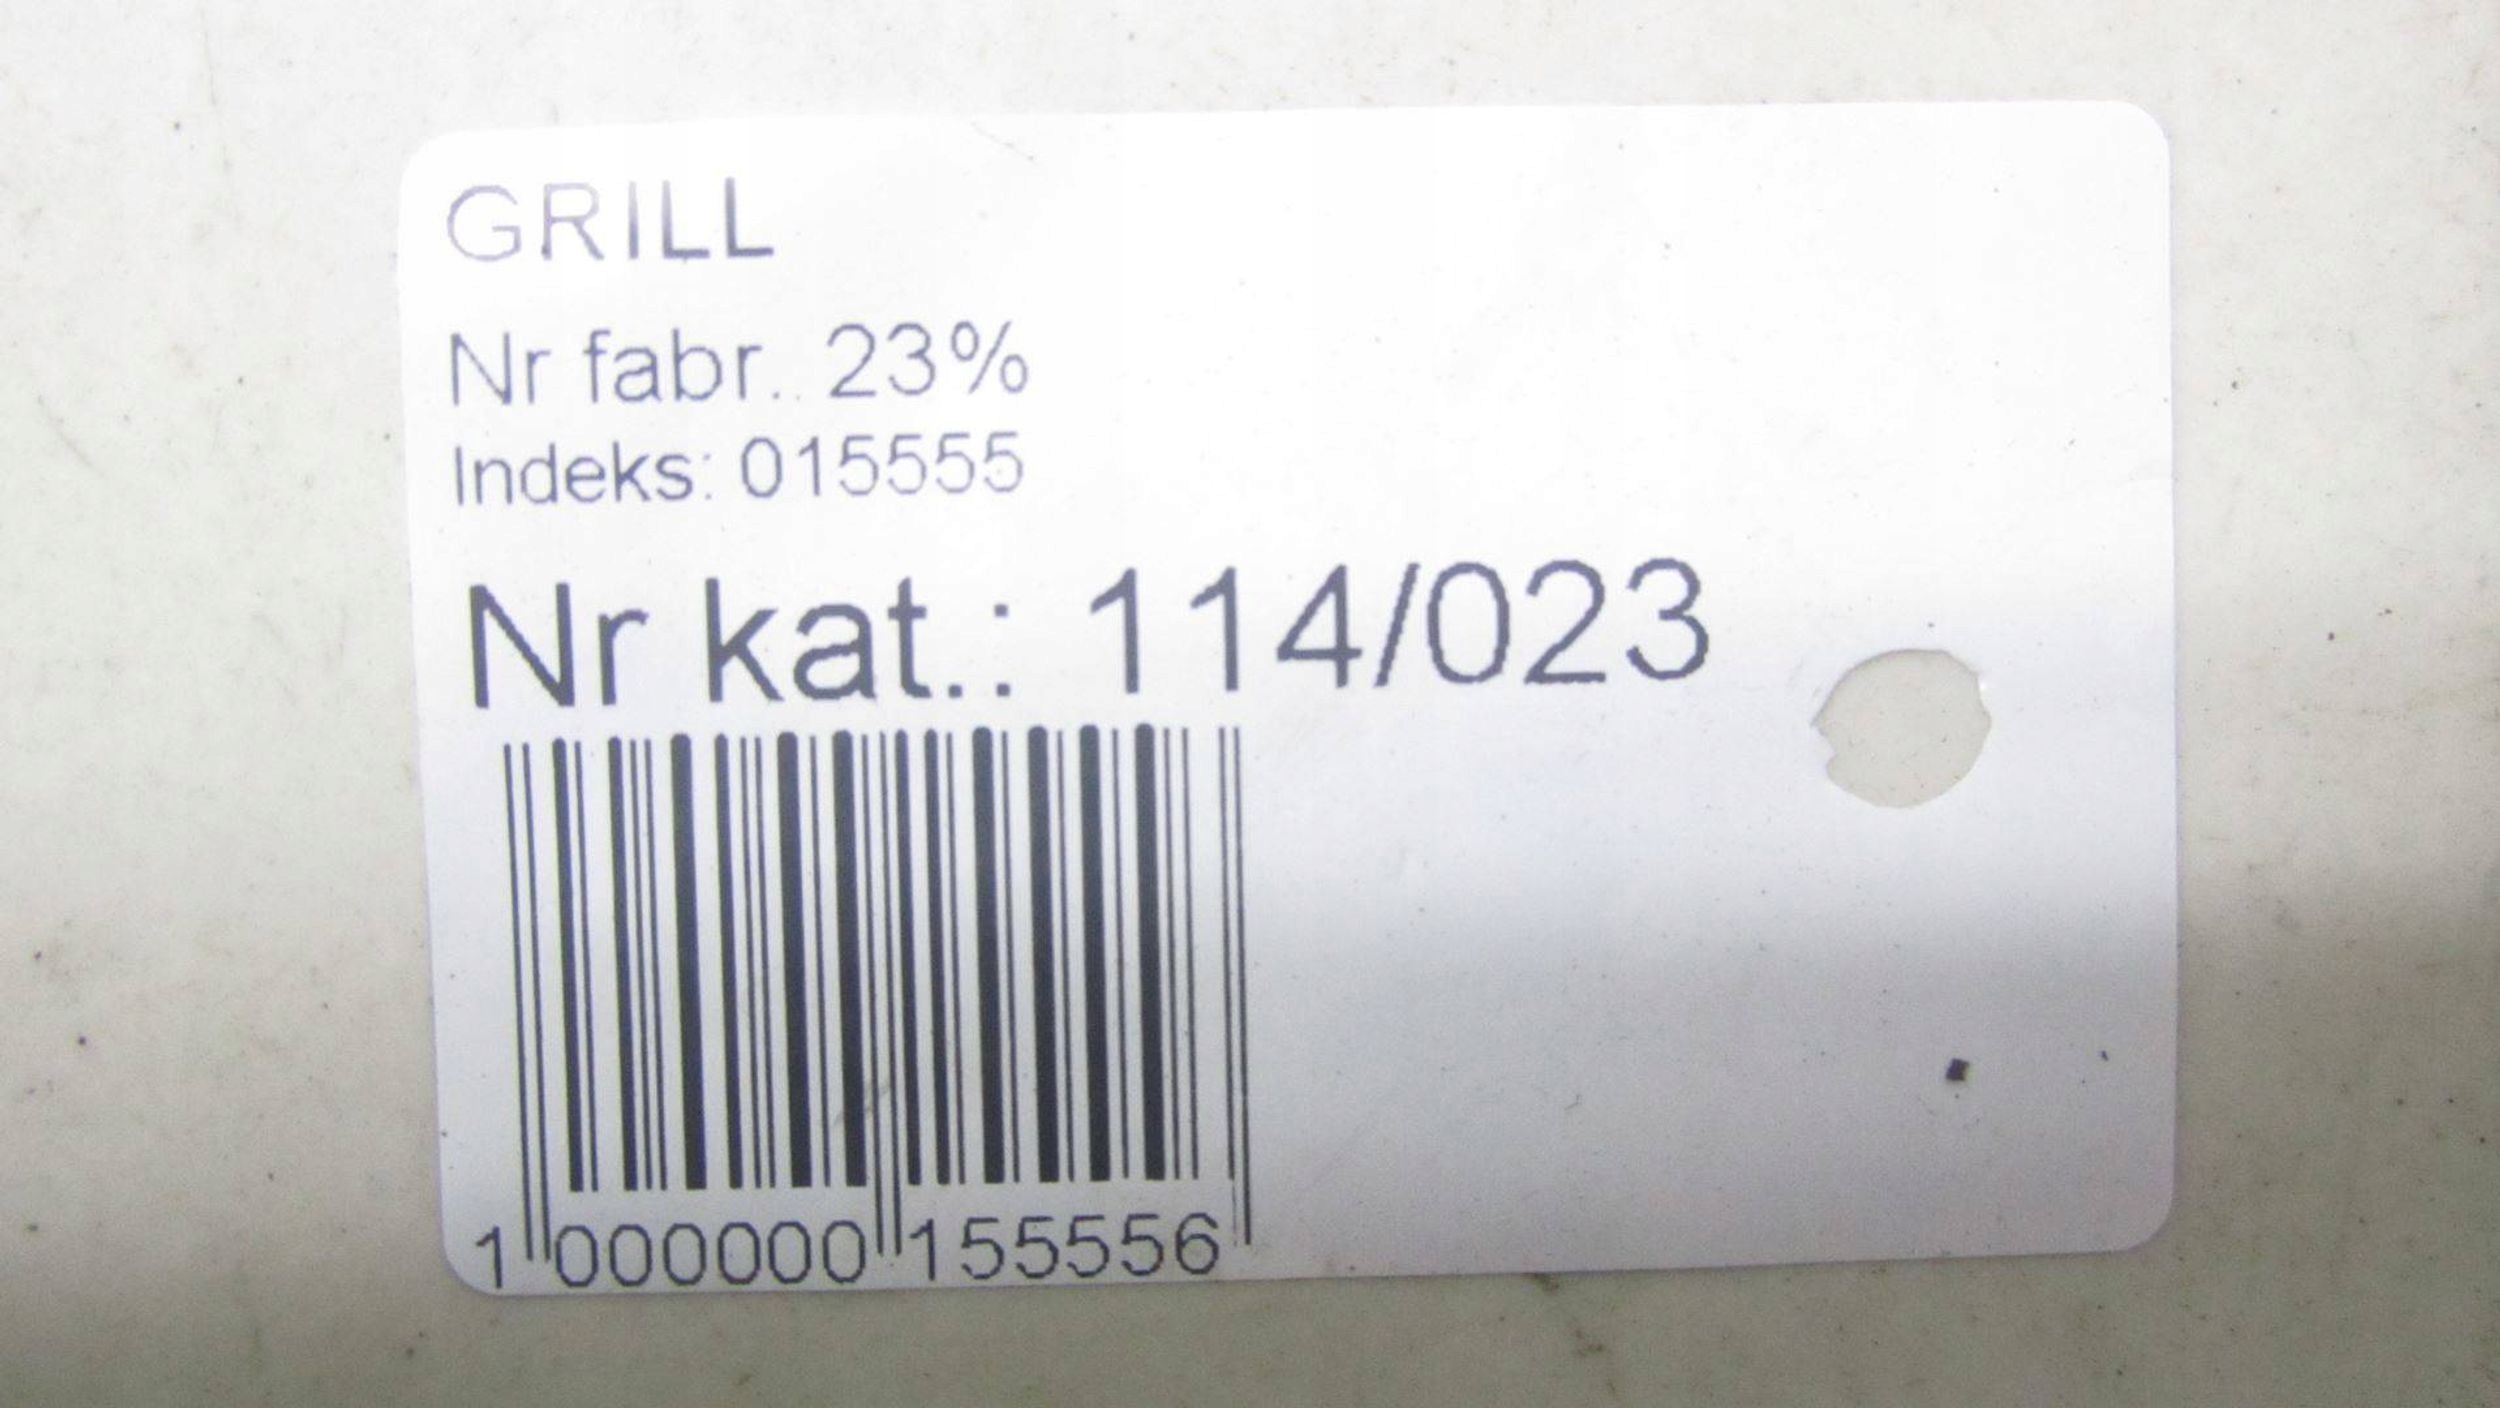 GRILL
Nr fabr.. 23%
Indeks: 015555
Nr kat.: 114/023
1 000000 155556